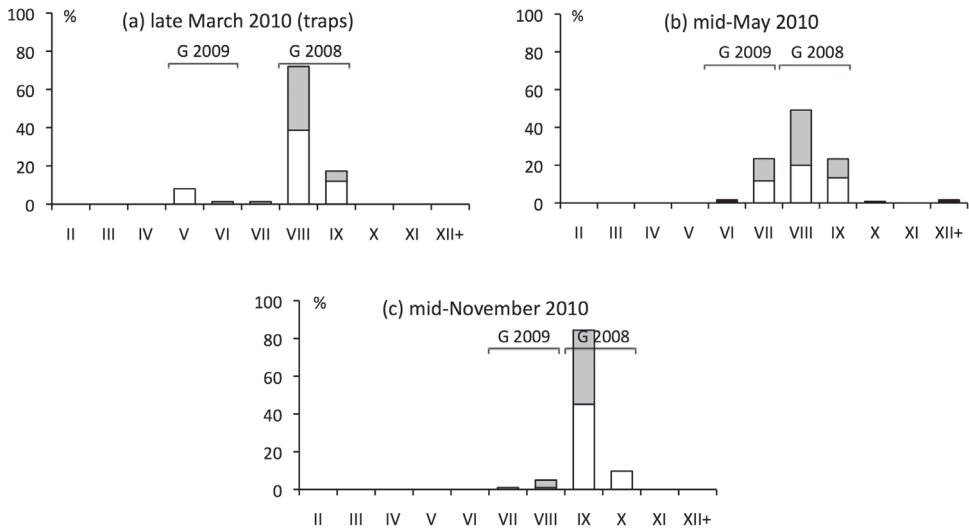 (a) late March 2010 (traps)
%
100
80
60
40
20
0
G 2009 G 2008
II III IV V VI VII VIII IX X XI XII+
(b) mid-May 2010
%
100
80
60
40
20
0
G 2009 G 2008
II III IV V VI VII VIII IX X XI XII+
(c) mid-November 2010
%
100
80
60
40
20
0
G 2009 G 2008
II III IV V VI VII VIII IX X XI XII+